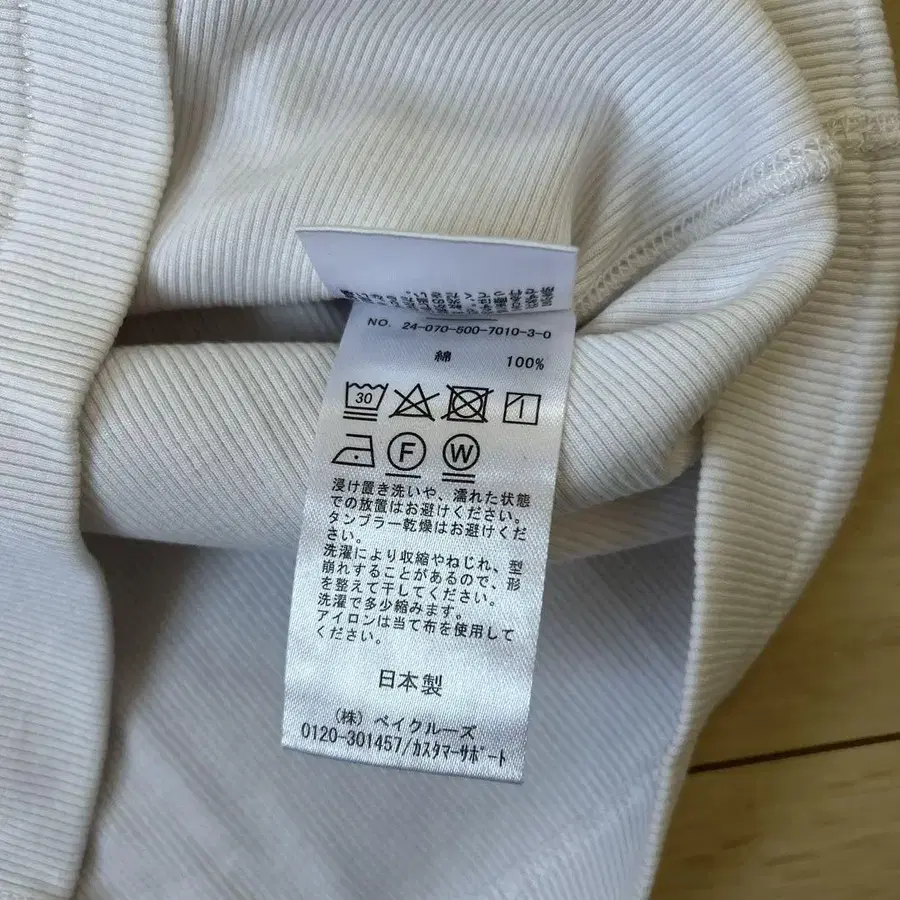 NO. 24-070-500-7010-3-0
綿 100%
30
F W
浸け置き洗いや、濡れた状態
での放置はお避けください。
タンブラー乾燥はお避けくだ
さい。
洗濯により収縮やねじれ、型
崩れすることがあるので、形
を整えて干してください。
洗濯で多少縮みます。
アイロンは当て布を使用して
ください。
日本製
(株) ベイクルーズ
0120-301457/カスタマーサポート